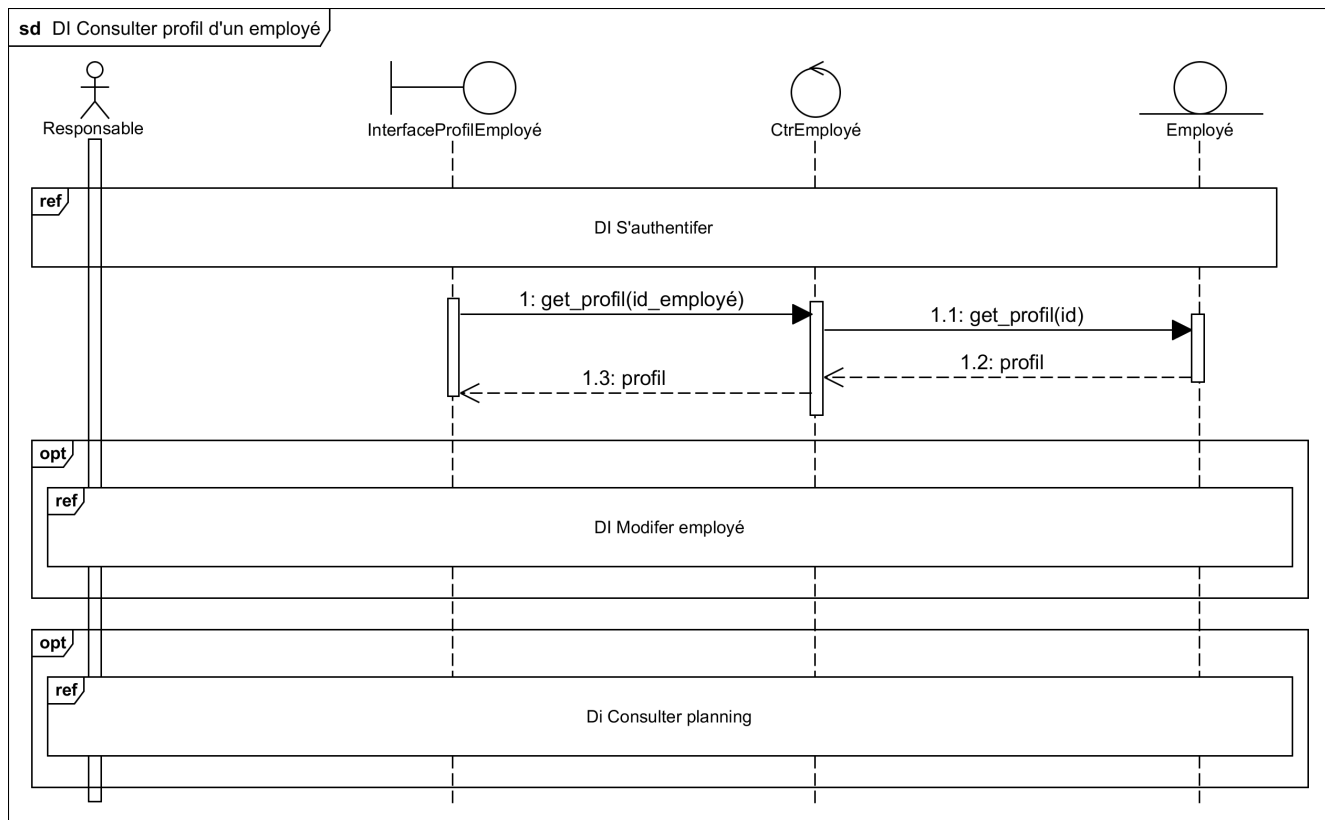 sd DI Consulter profil d'un employé
Responsable
InterfaceProfilEmployé
CtrEmployé
Employé
ref
DI S'authentifer
1: get_profil(id_employé)
1.1: get_profil(id)
1.2: profil
1.3: profil
opt
ref
DI Modifer employé
opt
ref
Di Consulter planning